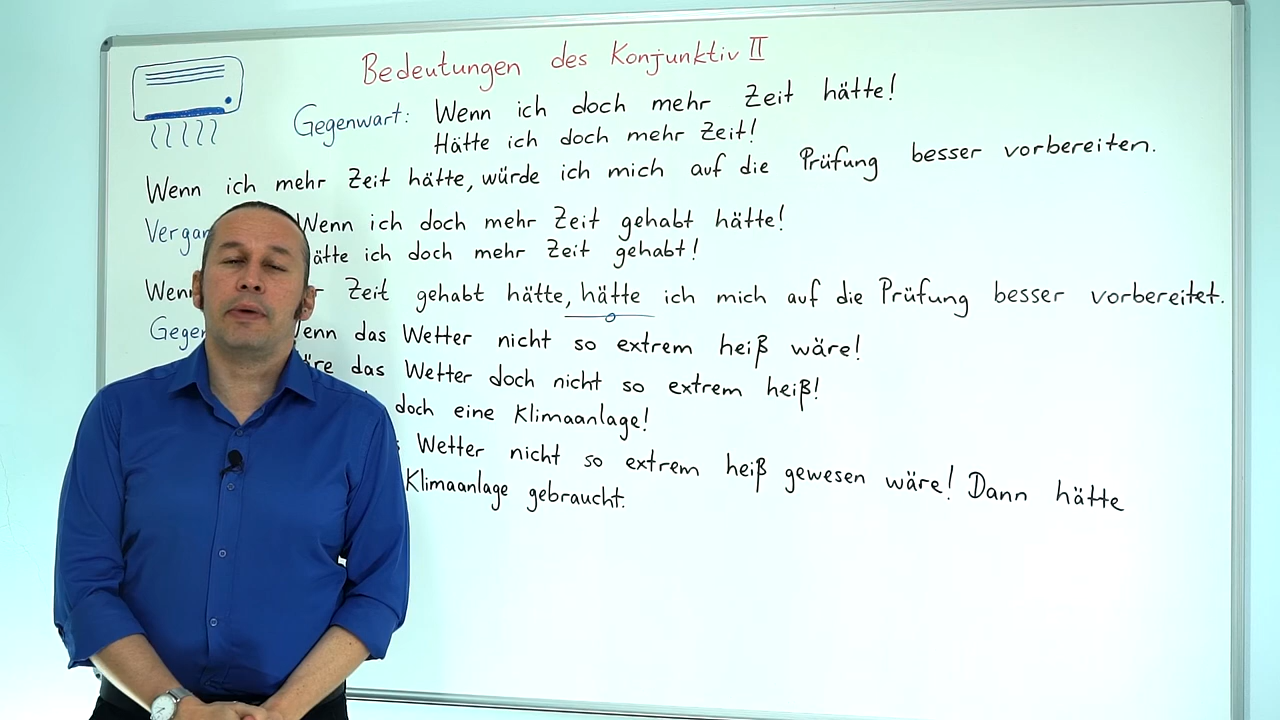 Bedeutungen des Konjunktiv II
Gegenwart: Wenn ich doch mehr Zeit hätte!
Hätte ich doch mehr Zeit!
Wenn ich mehr Zeit hätte, würde ich mich auf die Prüfung besser vorbereiten.
Vergan Wenn ich doch mehr Zeit gehabt hätte!
ätte ich doch mehr Zeit gehabt!
Wenn Zeit gehabt hätte, hätte ich mich auf die Prüfung besser vorbereitet.
Gegen Wenn das Wetter nicht so extrem heiß wäre!
äre das Wetter doch nicht so extrem heiß!
doch eine Klimaanlage!
Wetter nicht so extrem heiß gewesen wäre! Dann hätte
Klimaanlage gebraucht.